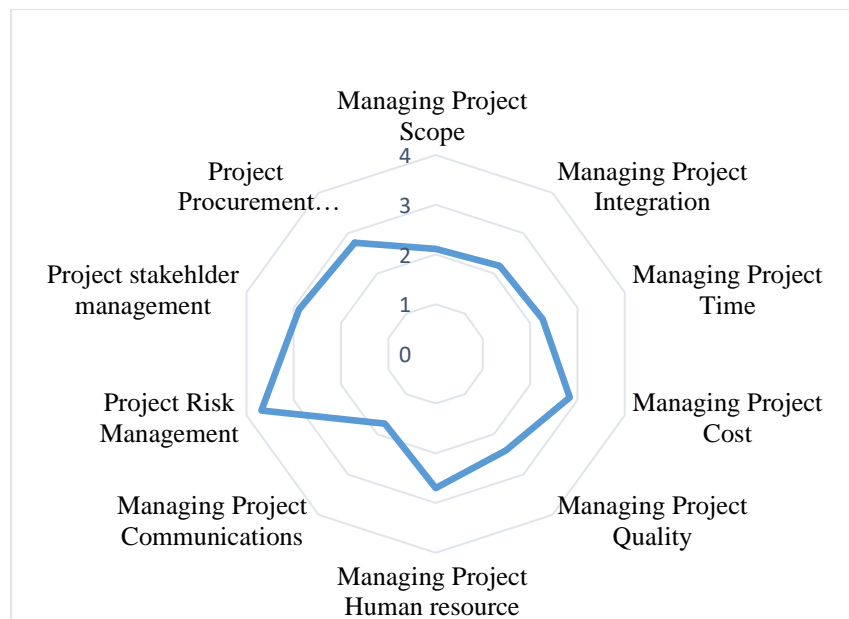 Managing Project
Scope
Managing Project
Integration
Managing Project
Time
Managing Project
Cost
Managing Project
Quality
Managing Project
Human resource
Managing Project
Communications
Project Risk
Management
Project stakehlder
management
Project
Procurement…
4
3
2
1
0